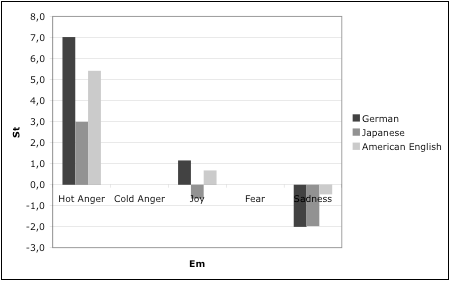 8,0
7,0
6,0
5,0
4,0
3,0
2,0
1,0
0,0
-1,0
-2,0
-3,0
St
Hot Anger Cold Anger Joy Fear Sadness
Em
German
Japanese
American English